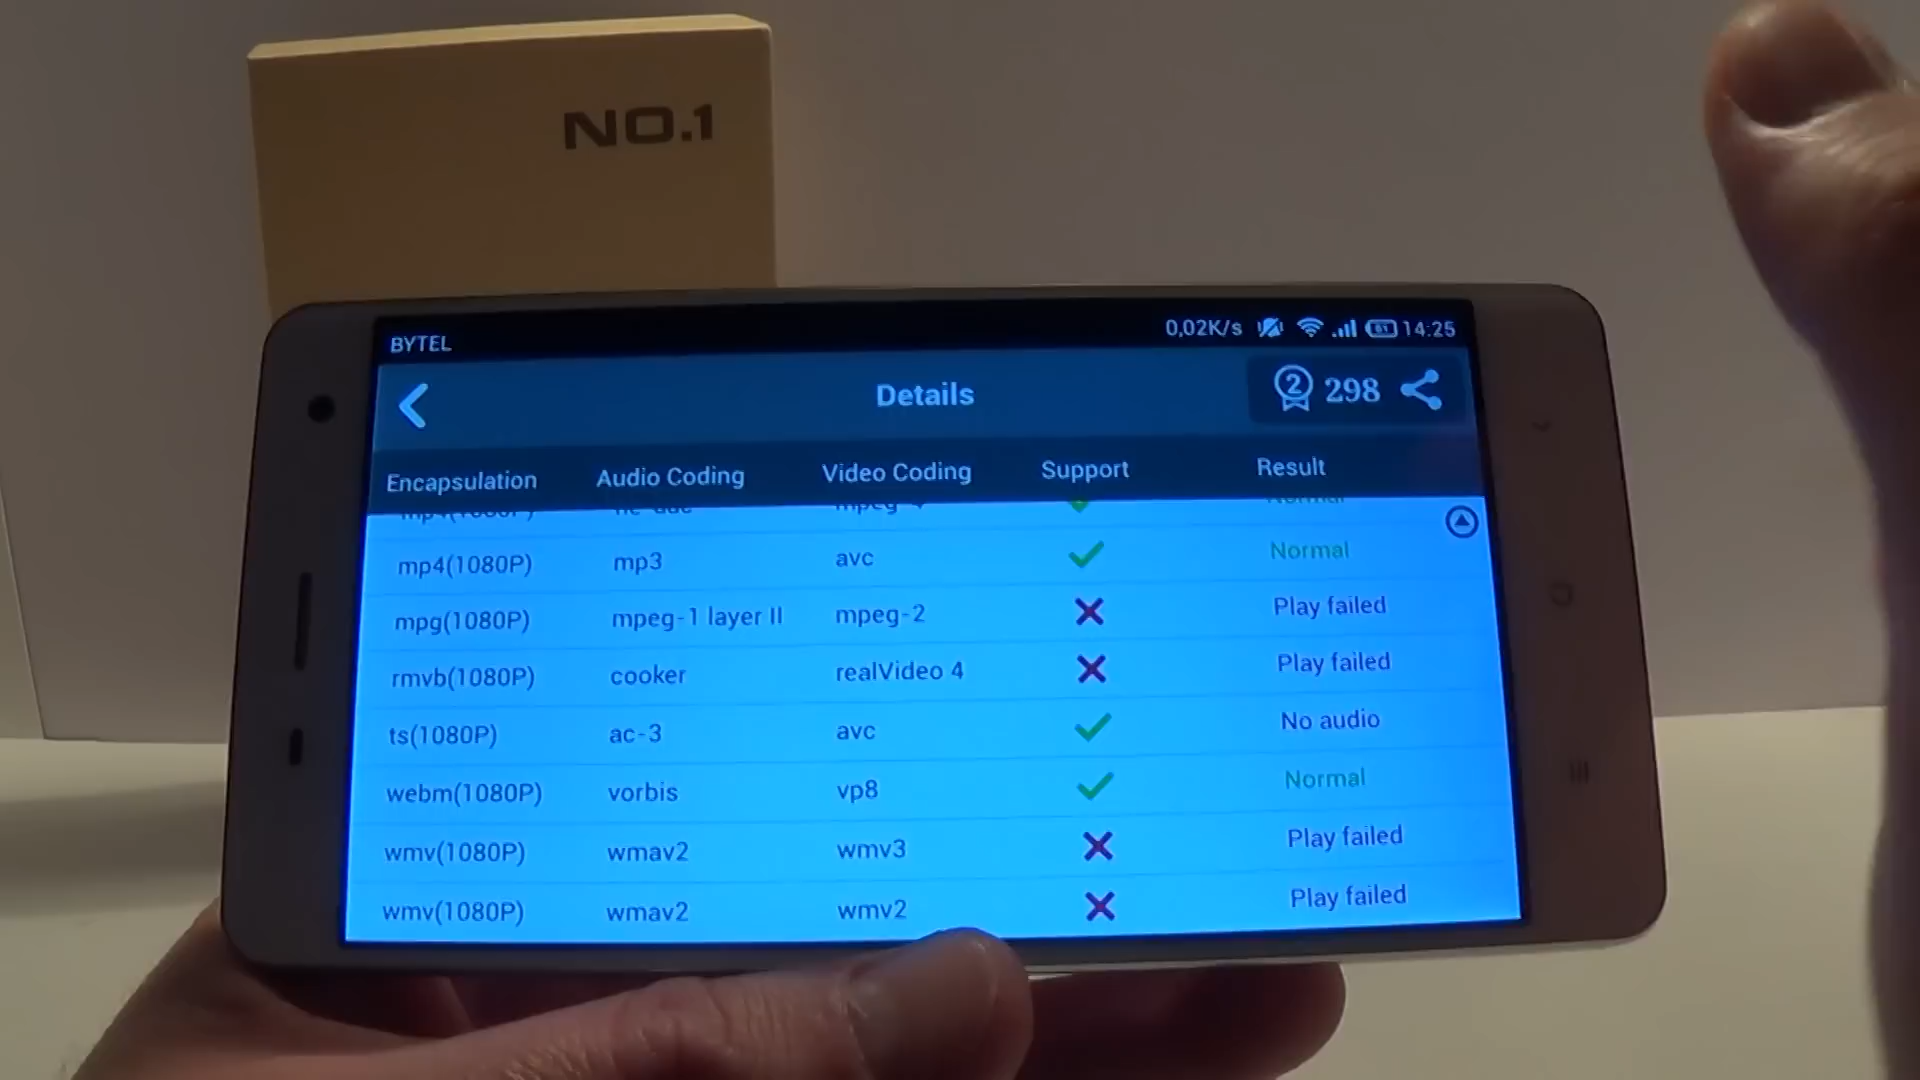 NO.1
BYTEL 0,02K/s 61 14:25
Details 2 298
Encapsulation Audio Coding Video Coding Support Result
mp4(1080P) mp3 avc Normal
mpg(1080P) mpeg-1 layer II mpeg-2 Play failed
rmvb(1080P) cooker realVideo 4 Play failed
ts(1080P) ac-3 avc No audio
webm(1080P) vorbis vp8 Normal
wmv(1080P) wmav2 wmv3 Play failed
wmv(1080P) wmav2 wmv2 Play failed